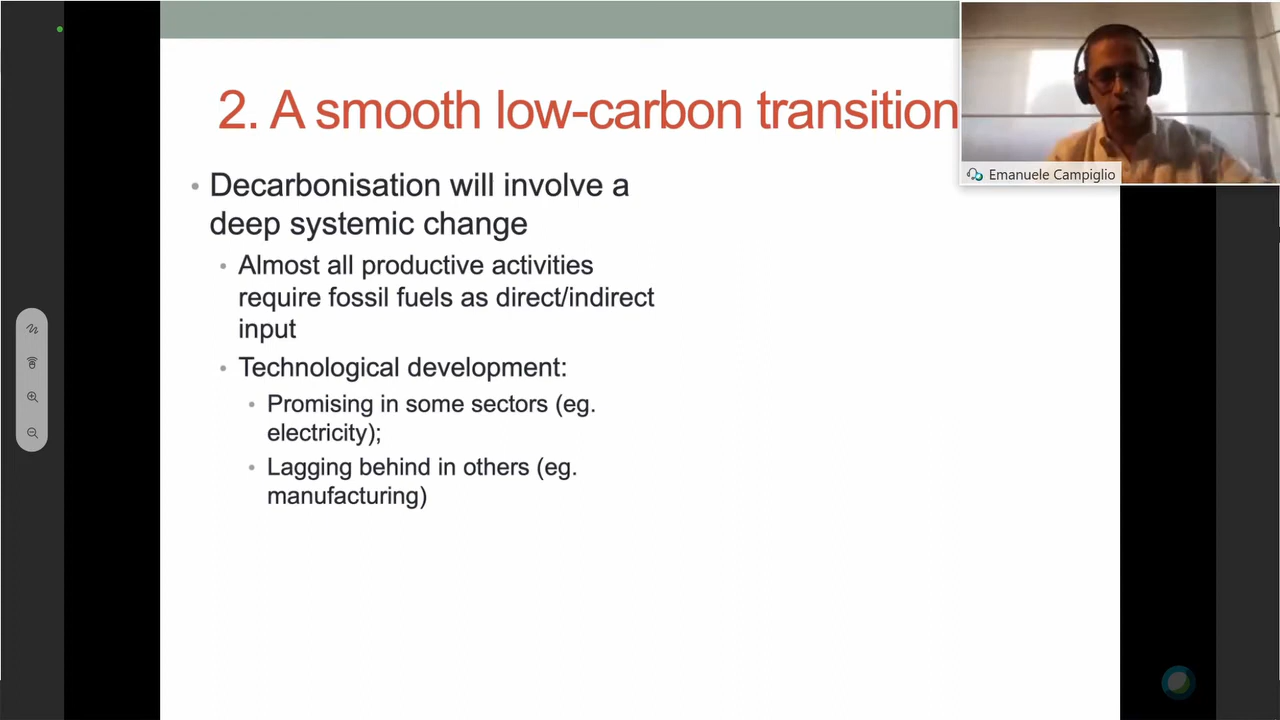 2. A smooth low-carbon transition
Emanuele Campiglio
Decarbonisation will involve a
deep systemic change
Almost all productive activities
require fossil fuels as direct/indirect
input
Technological development:
Promising in some sectors (eg.
electricity);
Lagging behind in others (eg.
manufacturing)